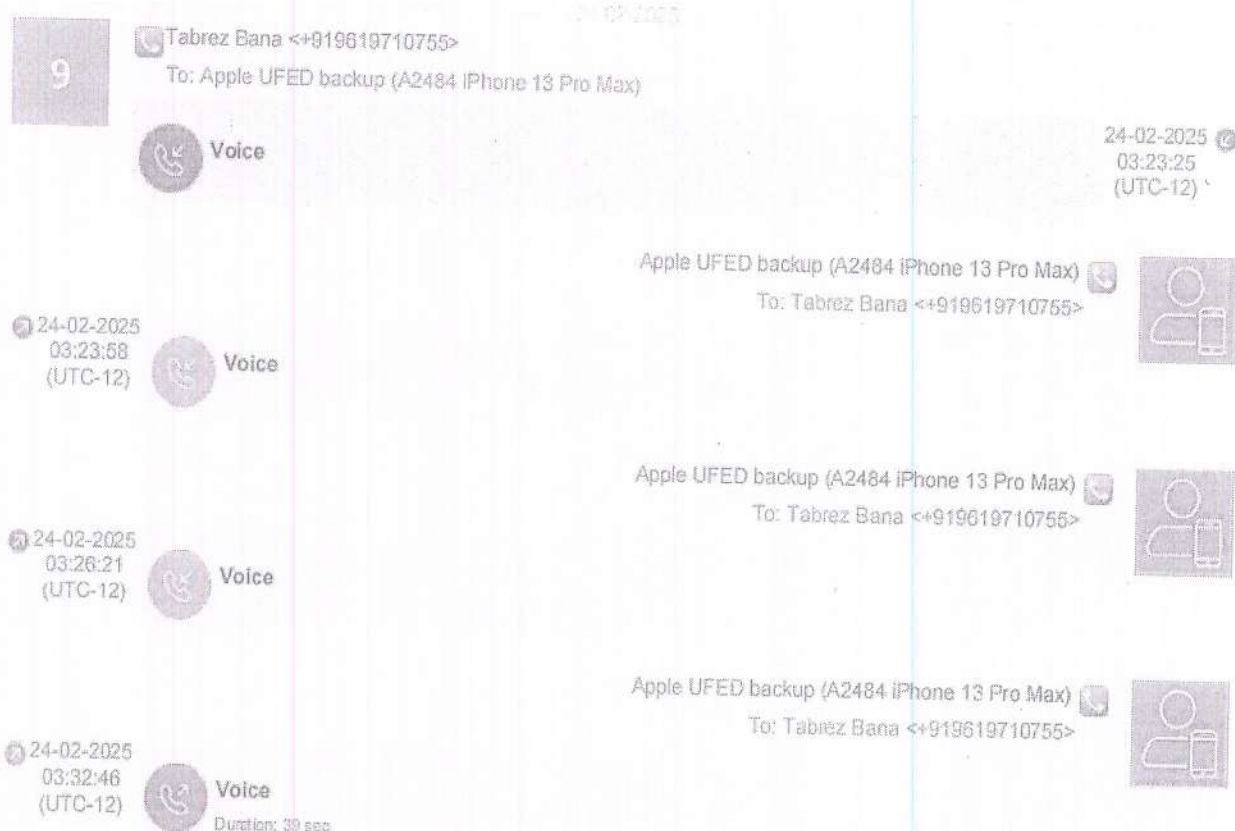 9
Tabrez Bana <+919619710755>
To: Apple UFED backup (A2484 iPhone 13 Pro Max)
Voice
24-02-2025
03:23:25
(UTC-12)
Apple UFED backup (A2484 iPhone 13 Pro Max)
To: Tabrez Bana <+919619710755>
24-02-2025
03:23:58
(UTC-12)
Voice
Apple UFED backup (A2484 iPhone 13 Pro Max)
To: Tabrez Bana <+919619710755>
24-02-2025
03:26:21
(UTC-12)
Voice
Apple UFED backup (A2484 iPhone 13 Pro Max)
To: Tabrez Bana <+919619710755>
24-02-2025
03:32:46
(UTC-12)
Voice
Duration: 39 sec